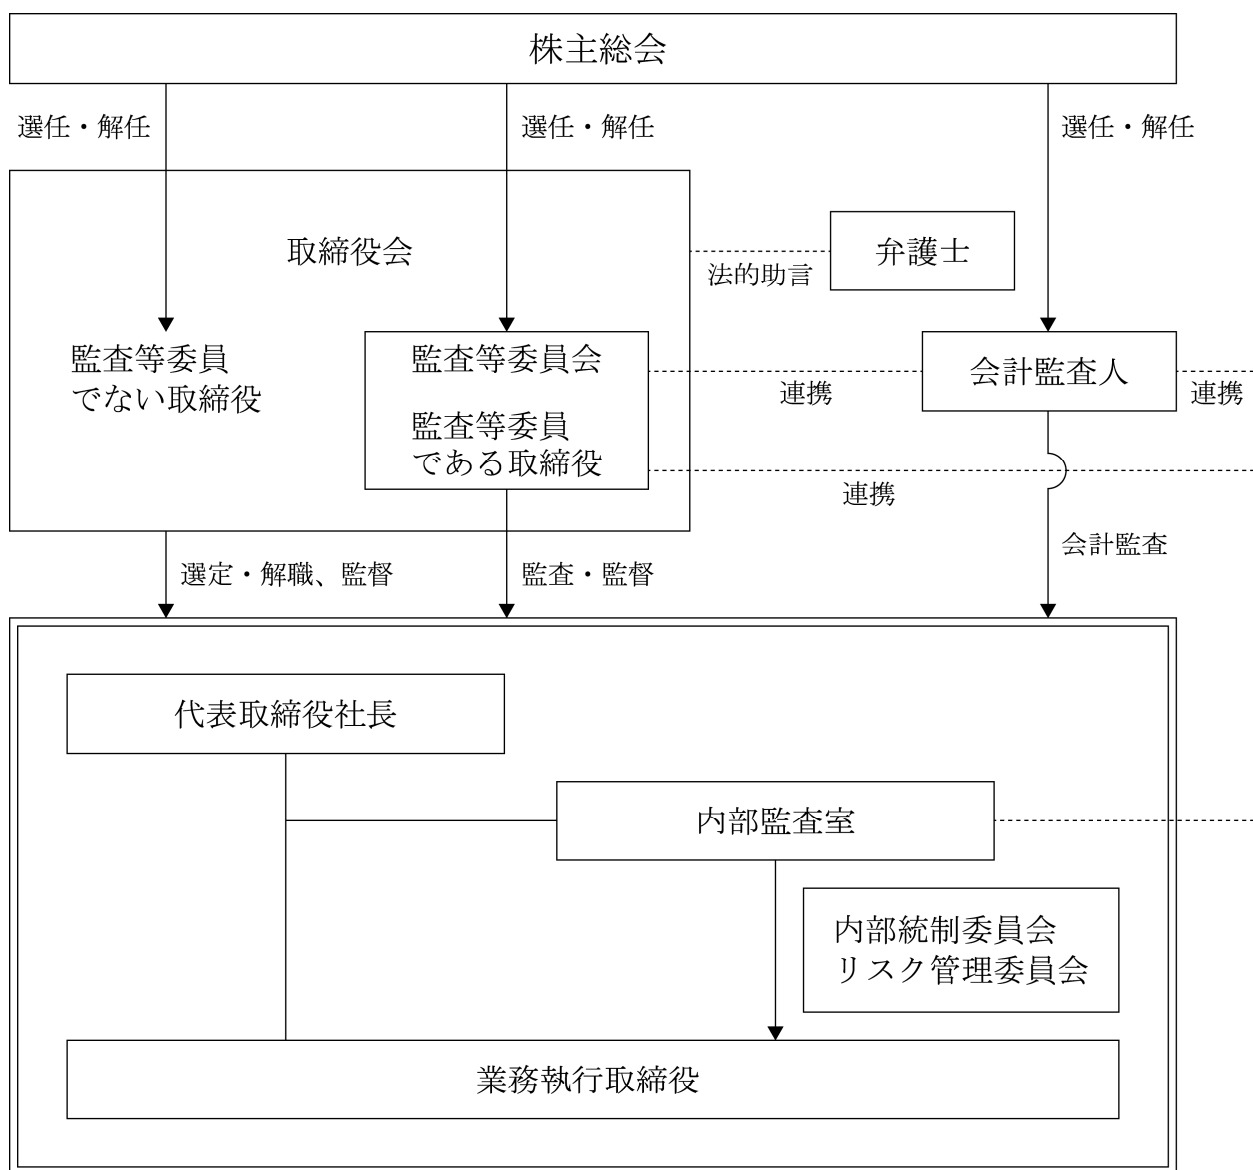 株主総会
選任・解任
選任・解任
選任・解任
取締役会
弁護士
法的助言
監査等委員
でない取締役
監査等委員会
監査等委員
である取締役
会計監査人
連携
連携
連携
会計監査
選定・解職、監督
監査・監督
代表取締役社長
内部監査室
内部統制委員会
リスク管理委員会
業務執行取締役